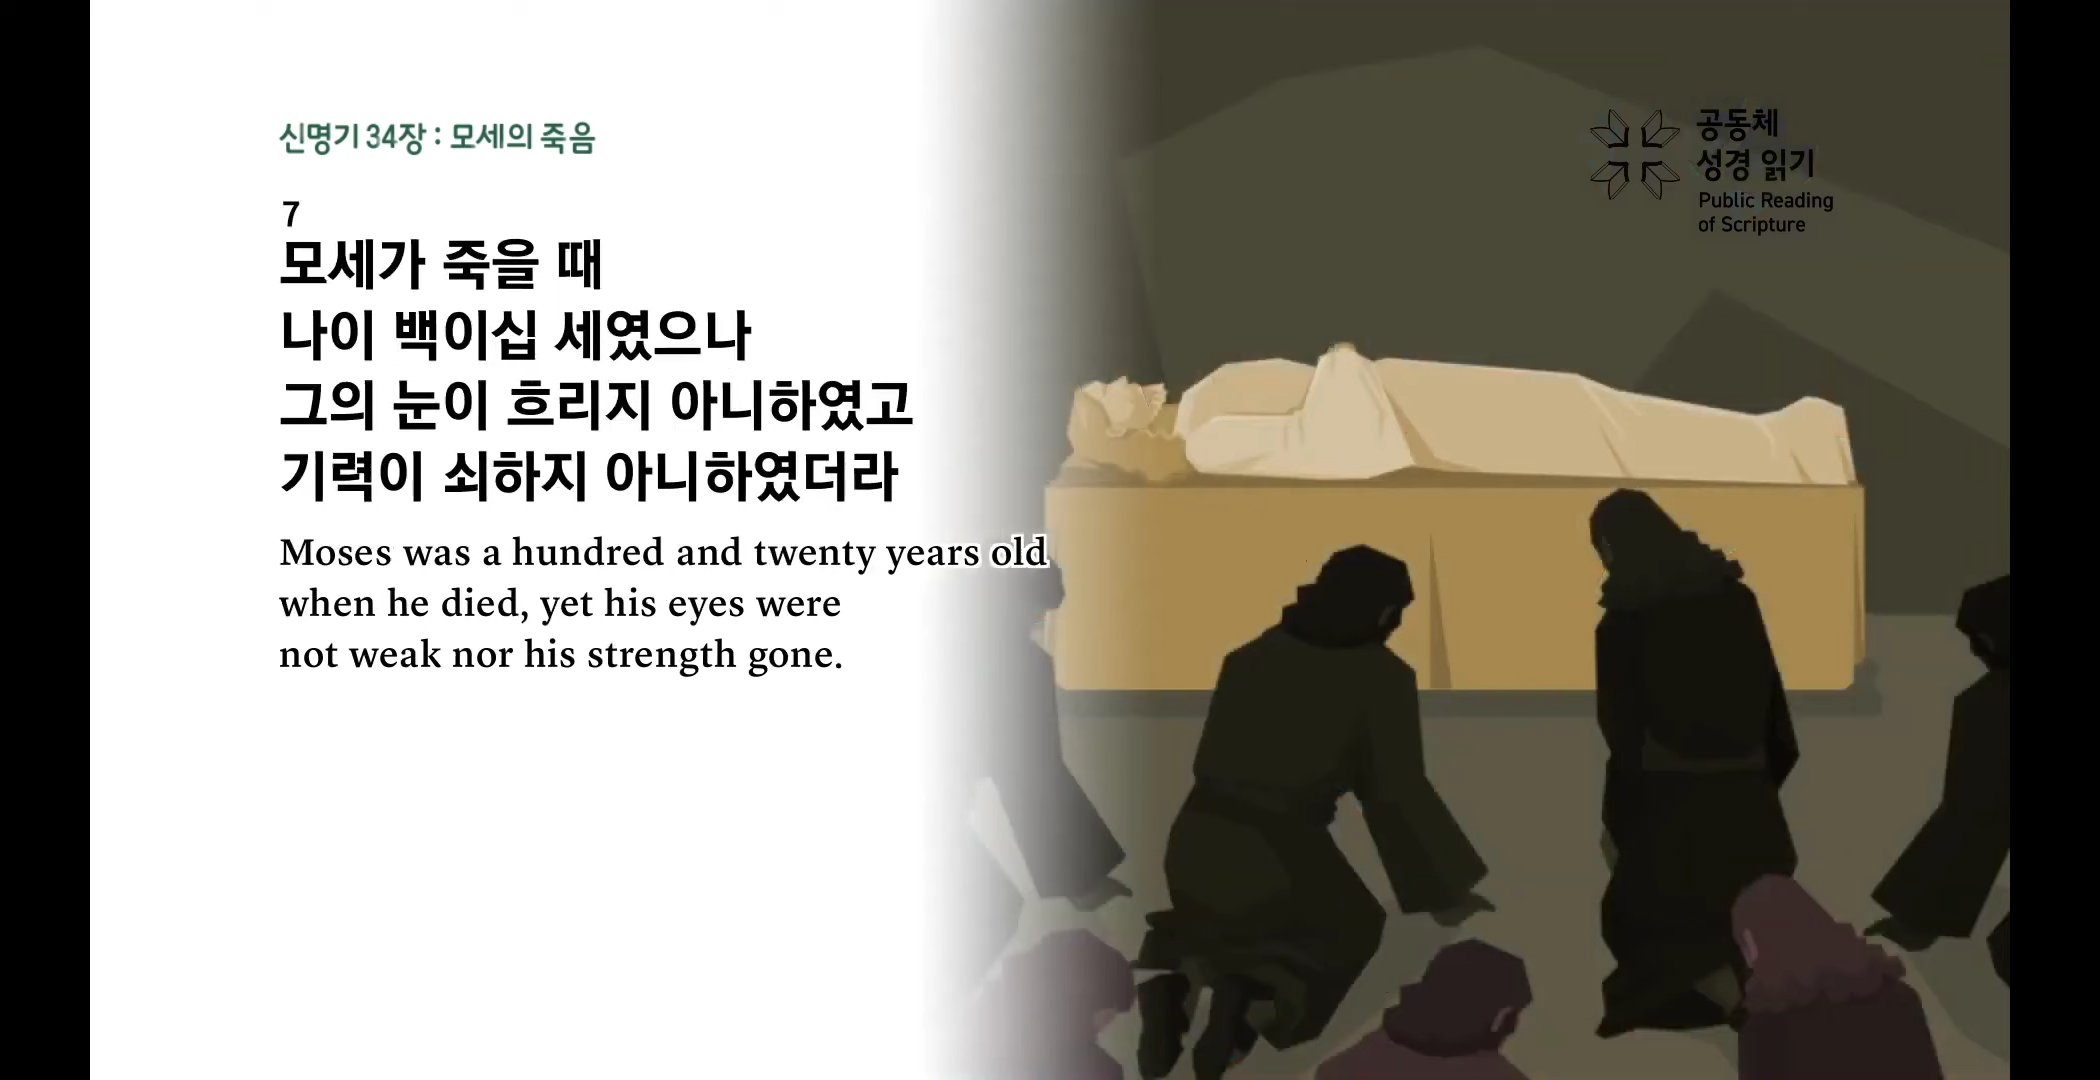 신명기 34장 : 모세의 죽음
7
모세가 죽을 때
나이 백이십 세였으나
그의 눈이 흐리지 아니하였고
기력이 쇠하지 아니하였더라
Moses was a hundred and twenty years old
when he died, yet his eyes were
not weak nor his strength gone.
공동체
성경 읽기
Public Reading
of Scripture